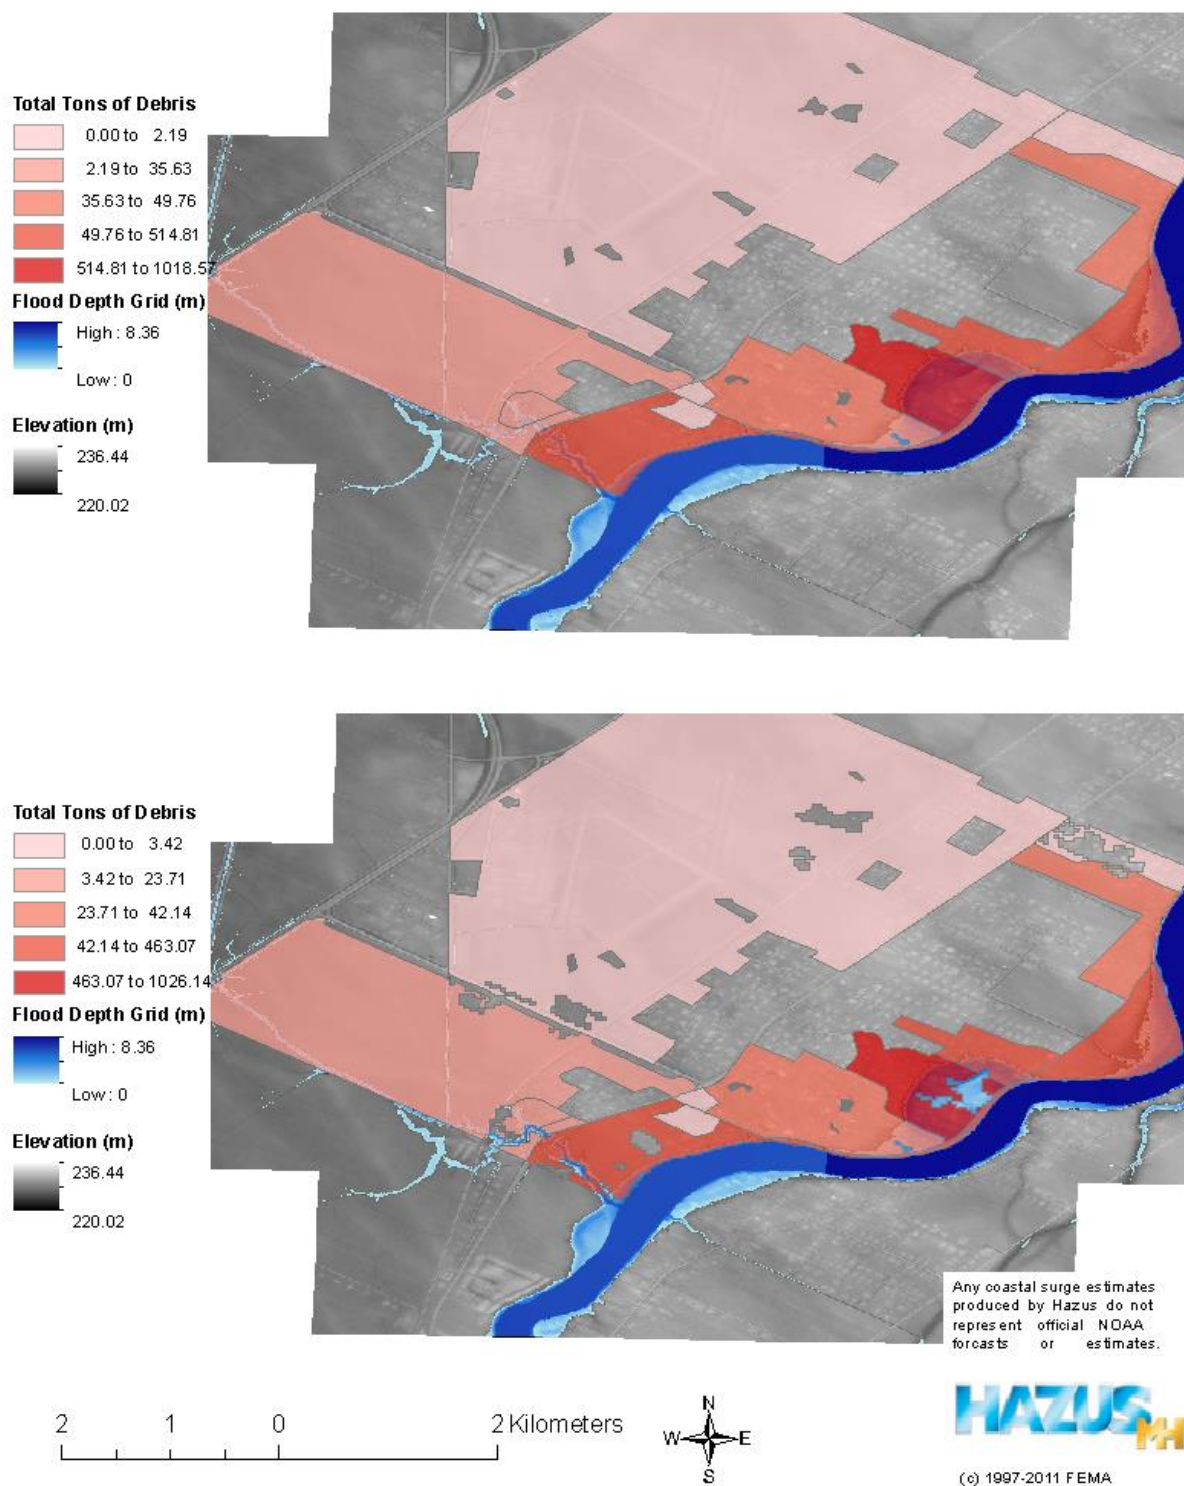 Total Tons of Debris
0.00 to 2.19
2.19 to 35.63
35.63 to 49.76
49.76 to 514.81
514.81 to 1018.57
Flood Depth Grid (m)
High : 8.36
Low : 0
Elevation (m)
236.44
220.02
Total Tons of Debris
0.00 to 3.42
3.42 to 23.71
23.71 to 42.14
42.14 to 463.07
463.07 to 1026.14
Flood Depth Grid (m)
High : 8.36
Low : 0
Elevation (m)
236.44
220.02
Any coastal surge estimates
produced by Hazus do not
represent official NOAA
forcasts or estimates.
2 1 0 2 Kilometers
N
W E
S
HAZUS
MH
(c) 1997-2011 FEMA